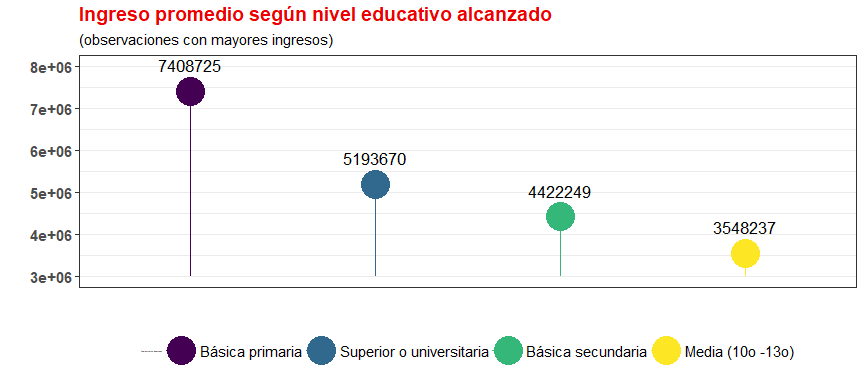 Ingreso promedio según nivel educativo alcanzado
(observaciones con mayores ingresos)
8e+06
7e+06
6e+06
5e+06
4e+06
3e+06
7408725
5193670
4422249
3548237
Básica primaria Superior o universitaria Básica secundaria Media (10o -13o)